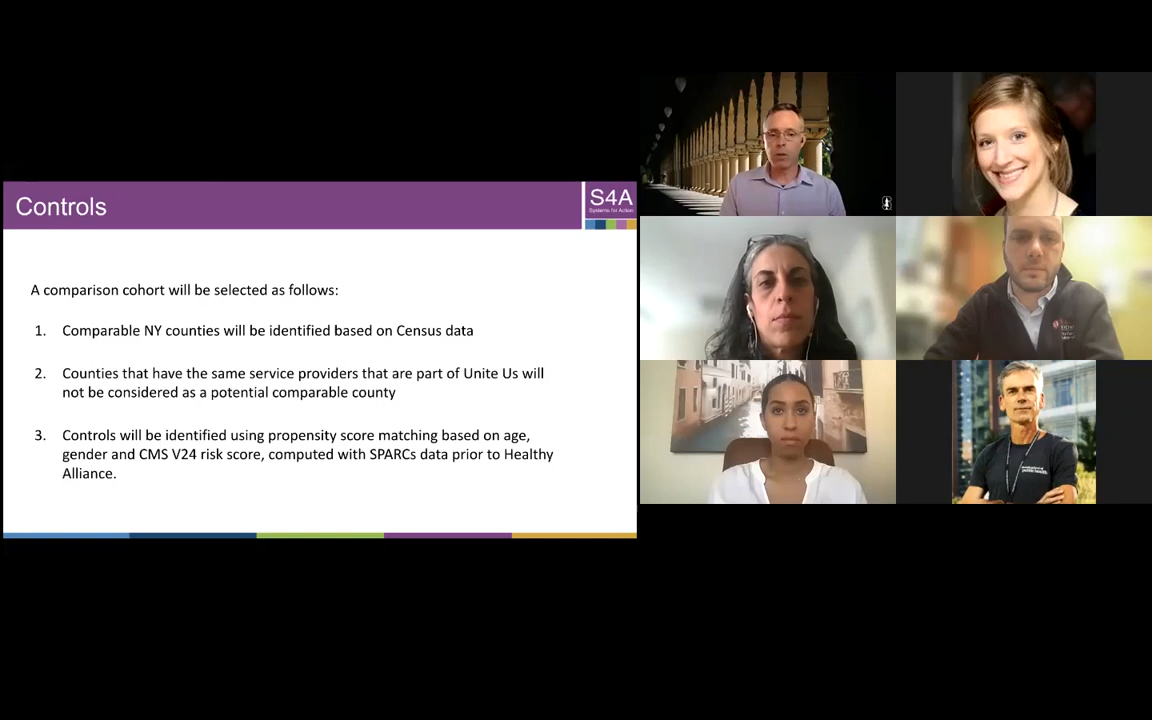 Controls
S4A
Systems for Action
A comparison cohort will be selected as follows:
1. Comparable NY counties will be identified based on Census data
2. Counties that have the same service providers that are part of Unite Us will
not be considered as a potential comparable county
3. Controls will be identified using propensity score matching based on age,
gender and CMS V24 risk score, computed with SPARCs data prior to Healthy
Alliance.
public health